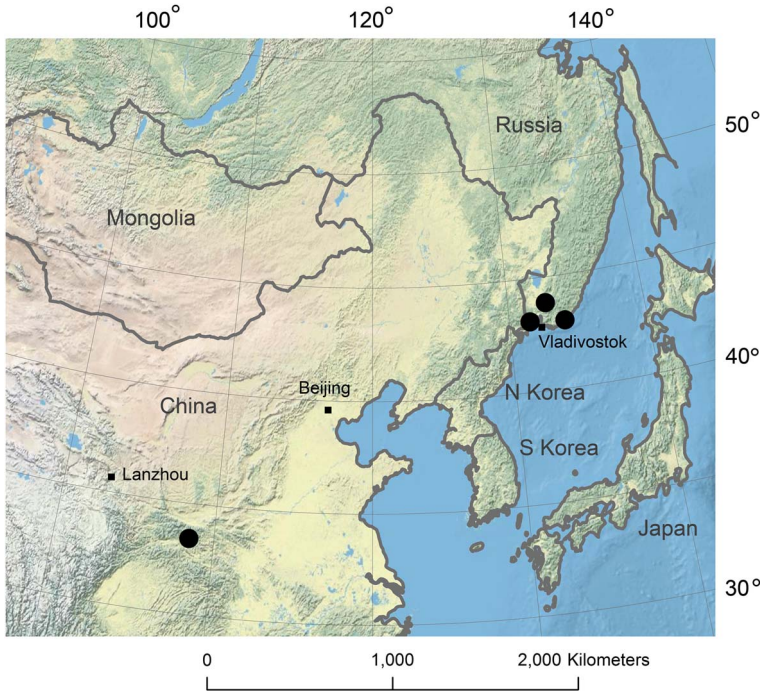 100° 120° 140°
Russia
50°
Mongolia
Vladivostok
40°
Beijing
N Korea
China
S Korea
Lanzhou
Japan
30°
0 1,000 2,000 Kilometers